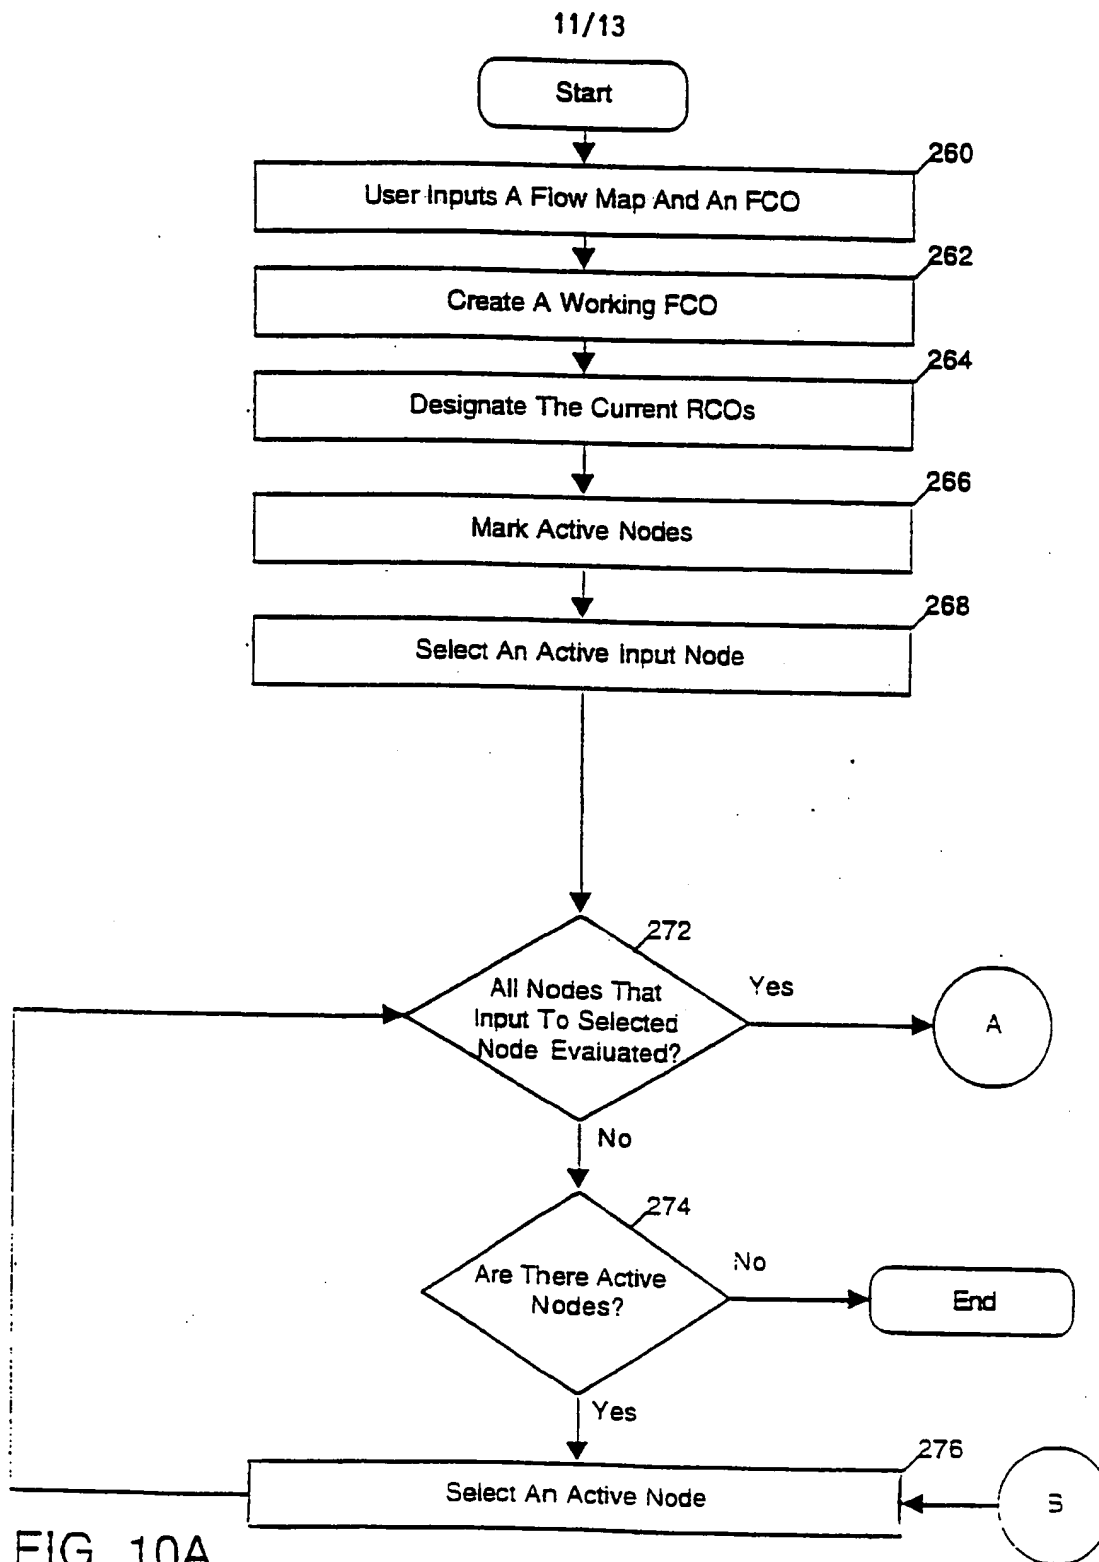 11/13
Start
260
User Inputs A Flow Map And An FCO
262
Create A Working FCO
264
Designate The Current RCOs
266
Mark Active Nodes
268
Select An Active Input Node
272
All Nodes That
Input To Selected
Node Evaluated?
Yes
A
No
274
Are There Active
Nodes?
No
End
Yes
276
Select An Active Node
B
FIG. 10A